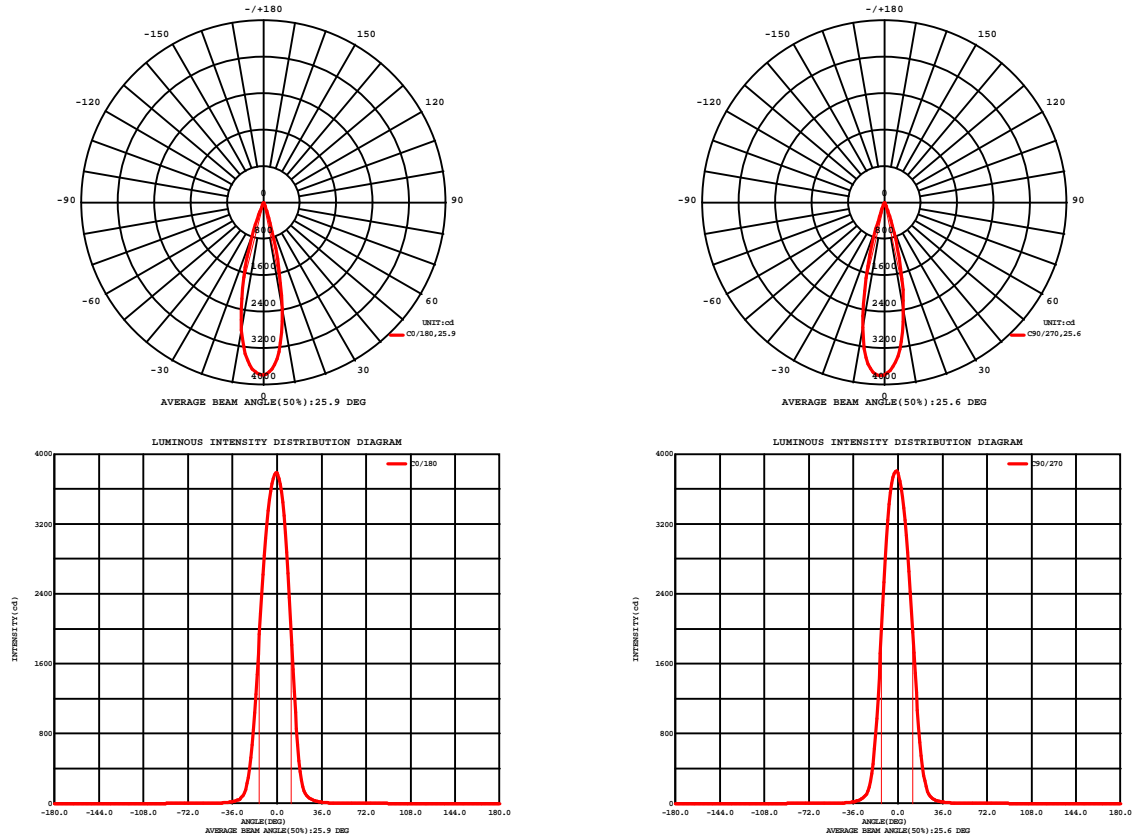 -/+180
-150
150
-120
120
-90
90
-60
60
-30
30
0
0
800
1600
2400
3200
4000
UNIT:cd
C0/180,25.9
AVERAGE BEAM ANGLE(50%):25.9 DEG
-/+180
-150
150
-120
120
-90
90
-60
60
-30
30
0
0
800
1600
2400
3200
4000
UNIT:cd
C90/270,25.6
AVERAGE BEAM ANGLE(50%):25.6 DEG
LUMINOUS INTENSITY DISTRIBUTION DIAGRAM
C0/180
4000
3200
2400
1600
800
0
INTENSITY(cd)
-180.0 -144.0 -108.0 -72.0 -36.0 0.0 36.0 72.0 108.0 144.0 180.0
ANGLE(DEG)
AVERAGE BEAM ANGLE(50%):25.9 DEG
LUMINOUS INTENSITY DISTRIBUTION DIAGRAM
C90/270
4000
3200
2400
1600
800
0
INTENSITY(cd)
-180.0 -144.0 -108.0 -72.0 -36.0 0.0 36.0 72.0 108.0 144.0 180.0
ANGLE(DEG)
AVERAGE BEAM ANGLE(50%):25.6 DEG